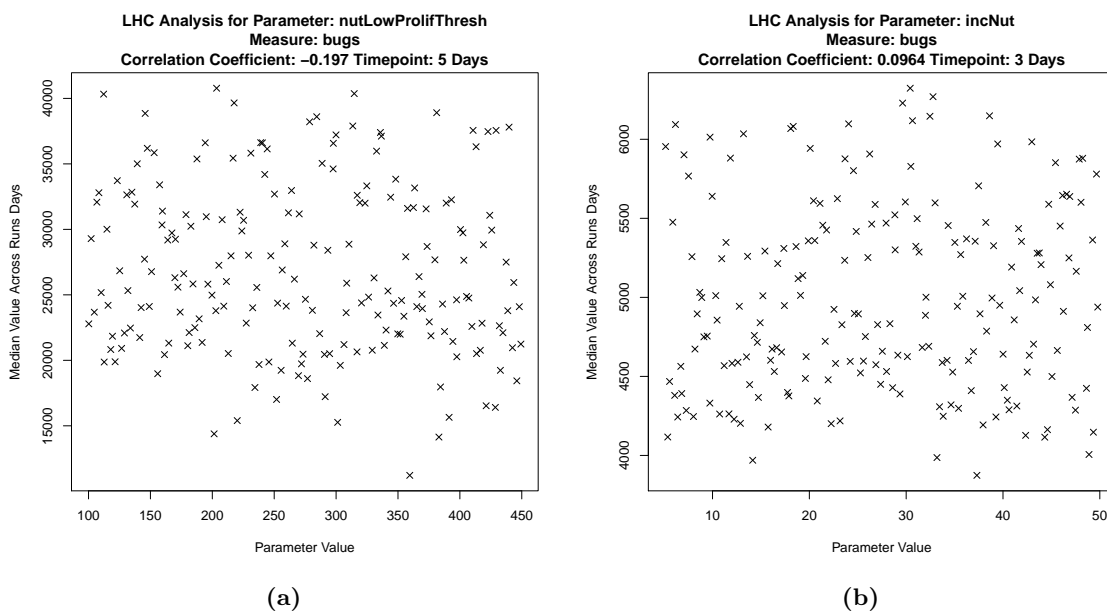 LHC Analysis for Parameter: nutLowProlifThresh
Measure: bugs
Correlation Coefficient: −0.197 Timepoint: 5 Days
Median Value Across Runs Days
40000
35000
30000
25000
20000
15000
100 150 200 250 300 350 400 450
Parameter Value
(a)
LHC Analysis for Parameter: incNut
Measure: bugs
Correlation Coefficient: 0.0964 Timepoint: 3 Days
Median Value Across Runs Days
6000
5500
5000
4500
4000
10 20 30 40 50
Parameter Value
(b)